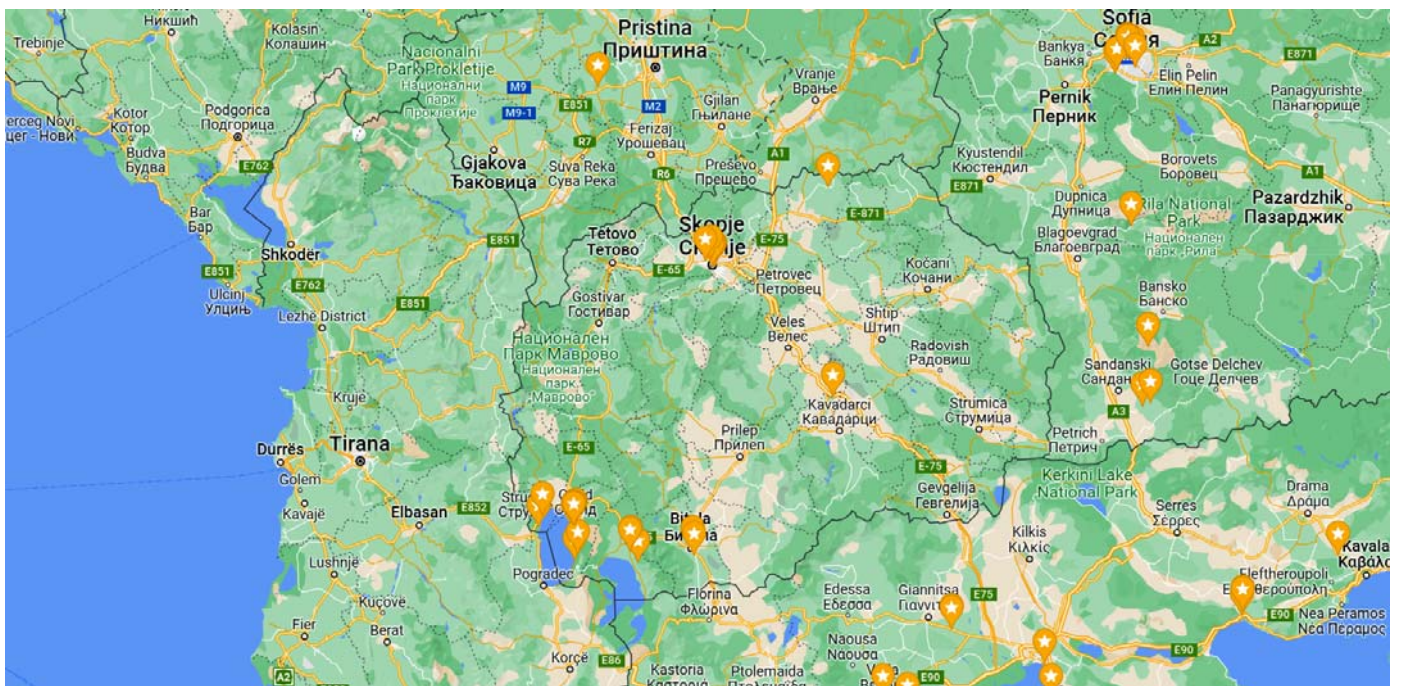 Никшић
Trebinje
Kolasin
Колашин
Nacionalni
Park Prokletije
Национални
парк
Проклетије
Pristina
Приштина
M9
M9-1
E851
M2
Vranje
Врање
Sofia
Bankya
Банкя
A2
E871
Elin Pelin
Елин Пелин
Pernik
Перник
Panagyurishte
Панагюрище
Kotor
Котор
Podgorica
Подгорица
Herceg Novi
Budva
Будва
E762
Gjilan
Гњилане
Ferizaj
Урошевац
R7
Gjakova
Ђаковица
Suva Reka
Сува Река
R6
Preševo
Прешево
A1
Kyustendil
Кюстендил
E871
Borovets
Боровец
A1
Pazardzhik
Пазарджик
Dupnica
Дупница
Rila National
Park
Национален
парк „Рила“
Blagoevgrad
Благоевград
Bar
Бар
Shkodër
E851
Tetovo
Тетово
Skopje
E-65
E-75
E-871
Petrovec
Петровец
Kočani
Кочани
E851
Ulcinj
Улцињ
E762
E851
Lezhë District
Gostivar
Гостивар
Национален
Парк Маврово
Национален
парк
„Маврово“
Veles
Велес
Shtip
Штип
Radovish
Радовиш
Bansko
Банско
Sandanski
Gotse Delchev
Гоце Делчев
A3
Krujë
Kavadarci
Кавадарци
Strumica
Струмица
Petrich
Петрич
Durrës
Tirana
Golem
E-65
Prilep
Прилеп
E-75
Gevgelija
Гевгелија
Kerkini Lake
National Park
Serres
Σέρρες
Drama
Δράμα
Kavajë
Elbasan
E852
Bitola
Kilkis
Κιλκίς
Kavala
Καβάλα
Lushnjë
Pogradec
Florina
Φλώρινα
Edessa
Έδεσσα
Giannitsa
E75
Eleftheroupoli
E90
Nea Peramos
Νέα Πέραμος
Kuçovë
Fier
Berat
Naousa
Νάουσα
E90
A2
Korçë
E86
Kastoria
Ptolemaida
E90